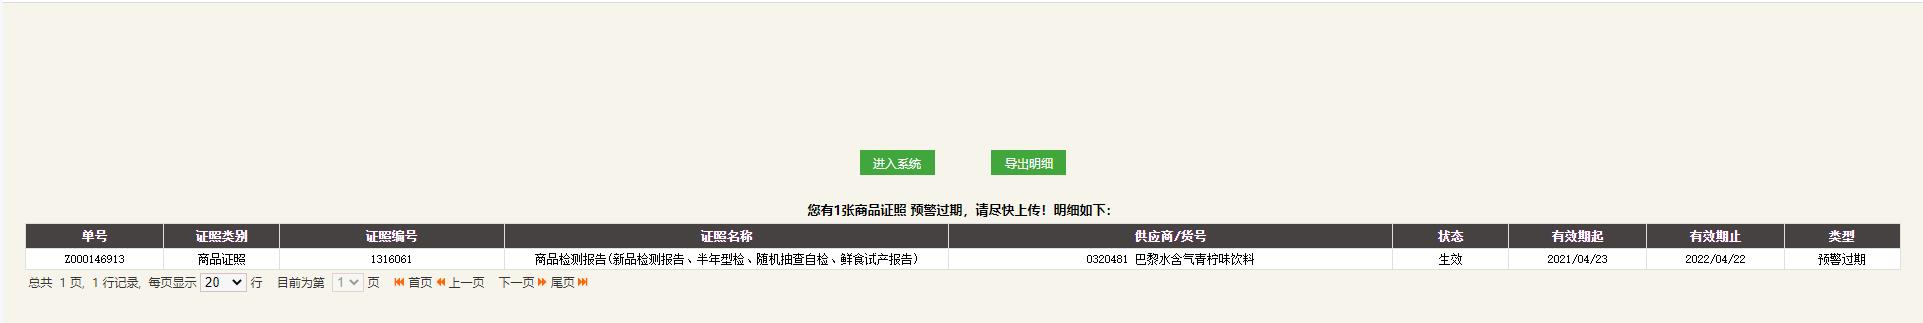 进入系统 导出明细
您有1张商品证照 预警过期，请尽快上传！明细如下：
单号 证照类别 证照编号 证照名称 供应商/货号 状态 有效期起 有效期止 类型
Z000146913 商品证照 1316061 商品检测报告(新品检测报告、半年型检、随机抽查自检、鲜食试产报告) 0320481 巴黎水含气青柠味饮料 生效 2021/04/23 2022/04/22 预警过期
总共 1 页, 1 行记录, 每页显示 20 行 目前为第 1 页 首页 上一页 下一页 尾页